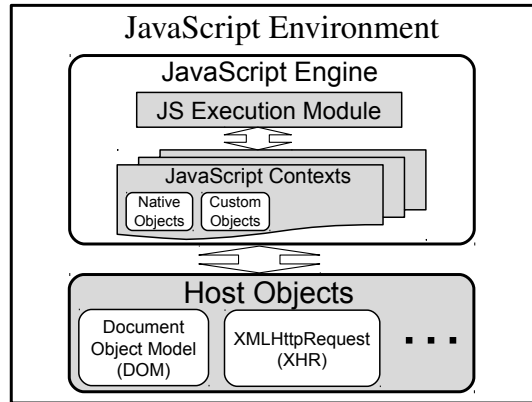 JavaScript Environment
JavaScript Engine
JS Execution Module
JavaScript Contexts
Native
Objects
Custom
Objects
Host Objects
Document
Object Model
(DOM)
XMLHttpRequest
(XHR)
. . .